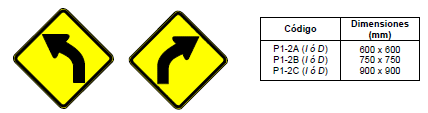 Código Dimensiones (mm)
P1-2A (I ó D) 600 x 600
P1-2B (I ó D) 750 x 750
P1-2C (I ó D) 900 x 900